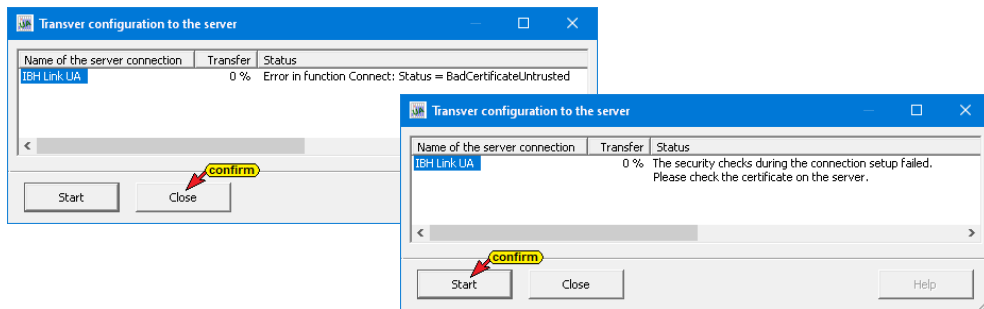 Transver configuration to the server
Name of the server connection Transfer Status
IBH Link UA 0 % Error in function Connect: Status = BadCertificateUntrusted
confirm
Start Close
Transver configuration to the server
Name of the server connection Transfer Status
IBH Link UA 0 % The security checks during the connection setup failed.
Please check the certificate on the server.
confirm
Start Close Help